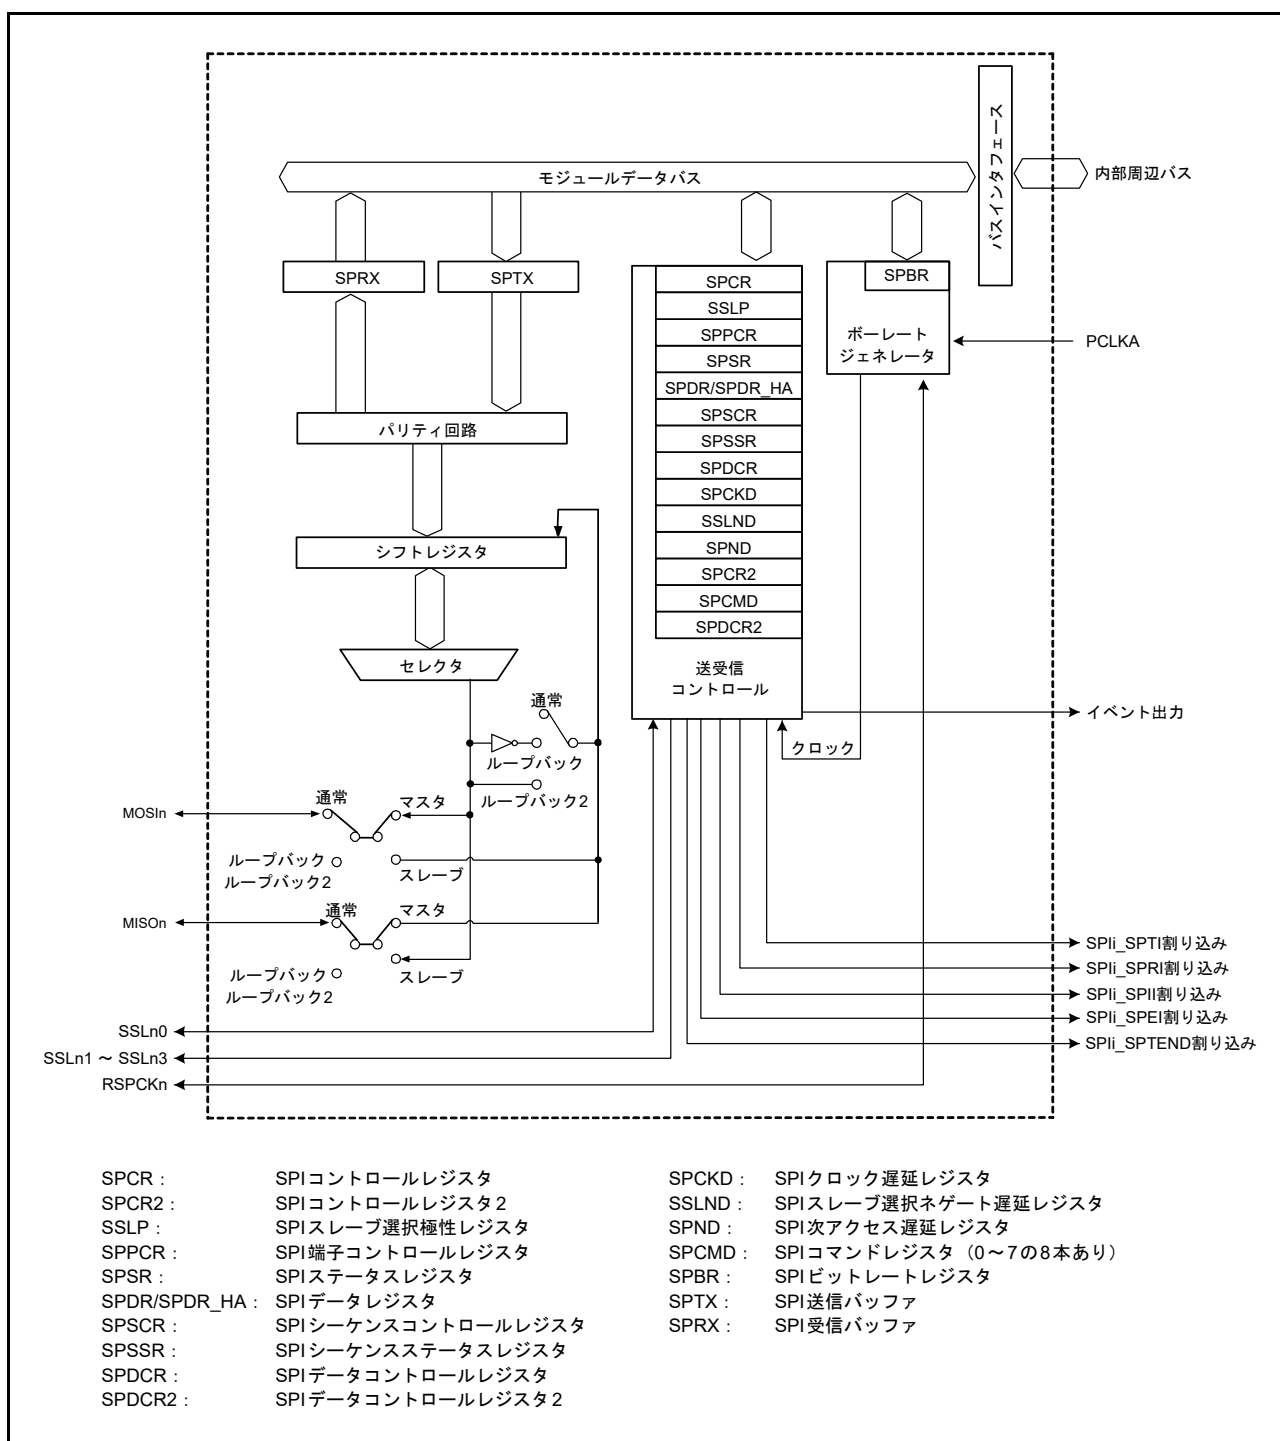 バスインタフェース
モジュールデータバス
内部周辺バス
SPRX
SPTX
SPCR
SSLP
SPPCR
SPSR
SPDR/SPDR_HA
SPSCR
SPSSR
SPDCR
SPCKD
SSLND
SPND
SPCR2
SPCMD
SPDCR2
送受信
コントロール
SPBR
ボーレート
ジェネレータ
PCLKA
パリティ回路
シフトレジスタ
セレクタ
通常
ループバック
ループバック2
イベント出力
クロック
MOSIn
通常
マスタ
ループバック
ループバック2
スレーブ
MISOn
通常
マスタ
ループバック
ループバック2
スレーブ
SPIi_SPTI割り込み
SPIi_SPRI割り込み
SPIi_SPII割り込み
SPIi_SPEI割り込み
SPIi_SPTEND割り込み
SSLn0
SSLn1 ～ SSLn3
RSPCKn
SPCR : SPIコントロールレジスタ
SPCR2 : SPIコントロールレジスタ2
SSLP : SPIスレーブ選択極性レジスタ
SPPCR : SPI端子コントロールレジスタ
SPSR : SPIステータスレジスタ
SPDR/SPDR_HA : SPIデータレジスタ
SPSCR : SPIシーケンスコントロールレジスタ
SPSSR : SPIシーケンスステータスレジスタ
SPDCR : SPIデータコントロールレジスタ
SPDCR2 : SPIデータコントロールレジスタ2
SPCKD : SPIクロック遅延レジスタ
SSLND : SPIスレーブ選択ネゲート遅延レジスタ
SPND : SPI次アクセス遅延レジスタ
SPCMD : SPIコマンドレジスタ（0～7の8本あり）
SPBR : SPIビットレートレジスタ
SPTX : SPI送信バッファ
SPRX : SPI受信バッファ